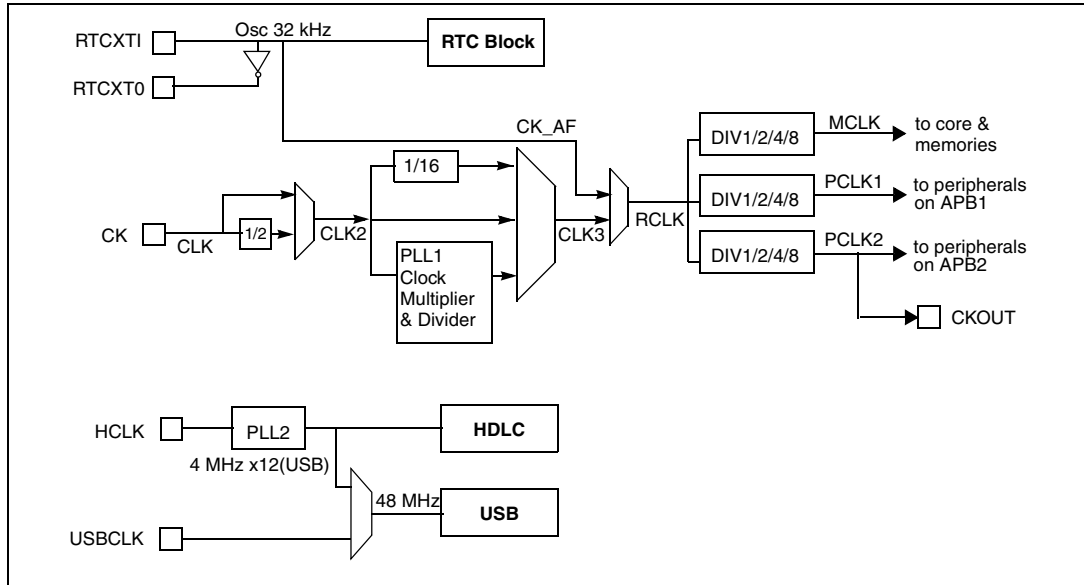 Osc 32 kHz
RTCXTI
RTC Block
RTCXT0
CK_AF
DIV1/2/4/8
MCLK
to core &
memories
1/16
DIV1/2/4/8
PCLK1
to peripherals
on APB1
CK
CLK
1/2
CLK2
CLK3
RCLK
PLL1
Clock
Multiplier
& Divider
DIV1/2/4/8
PCLK2
to peripherals
on APB2
CKOUT
HCLK
PLL2
HDLC
4 MHz x12(USB)
48 MHz
USB
USBCLK